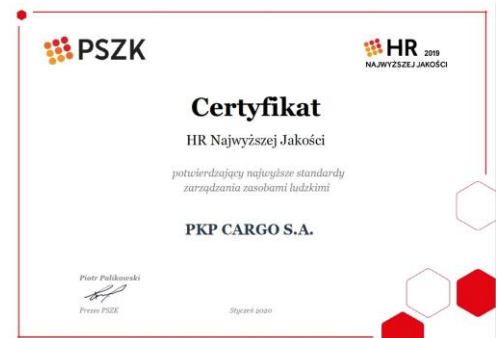 PSZK
HR 2019
NAJWYŻSZEJ JAKOŚCI
Certyfikat
HR Najwyższej Jakości
potwierdzający najwyższe standardy
zarządzania zasobami ludzkimi
PKP CARGO S.A.
Piotr Palikowski
Prezes PSZK
Styczeń 2020